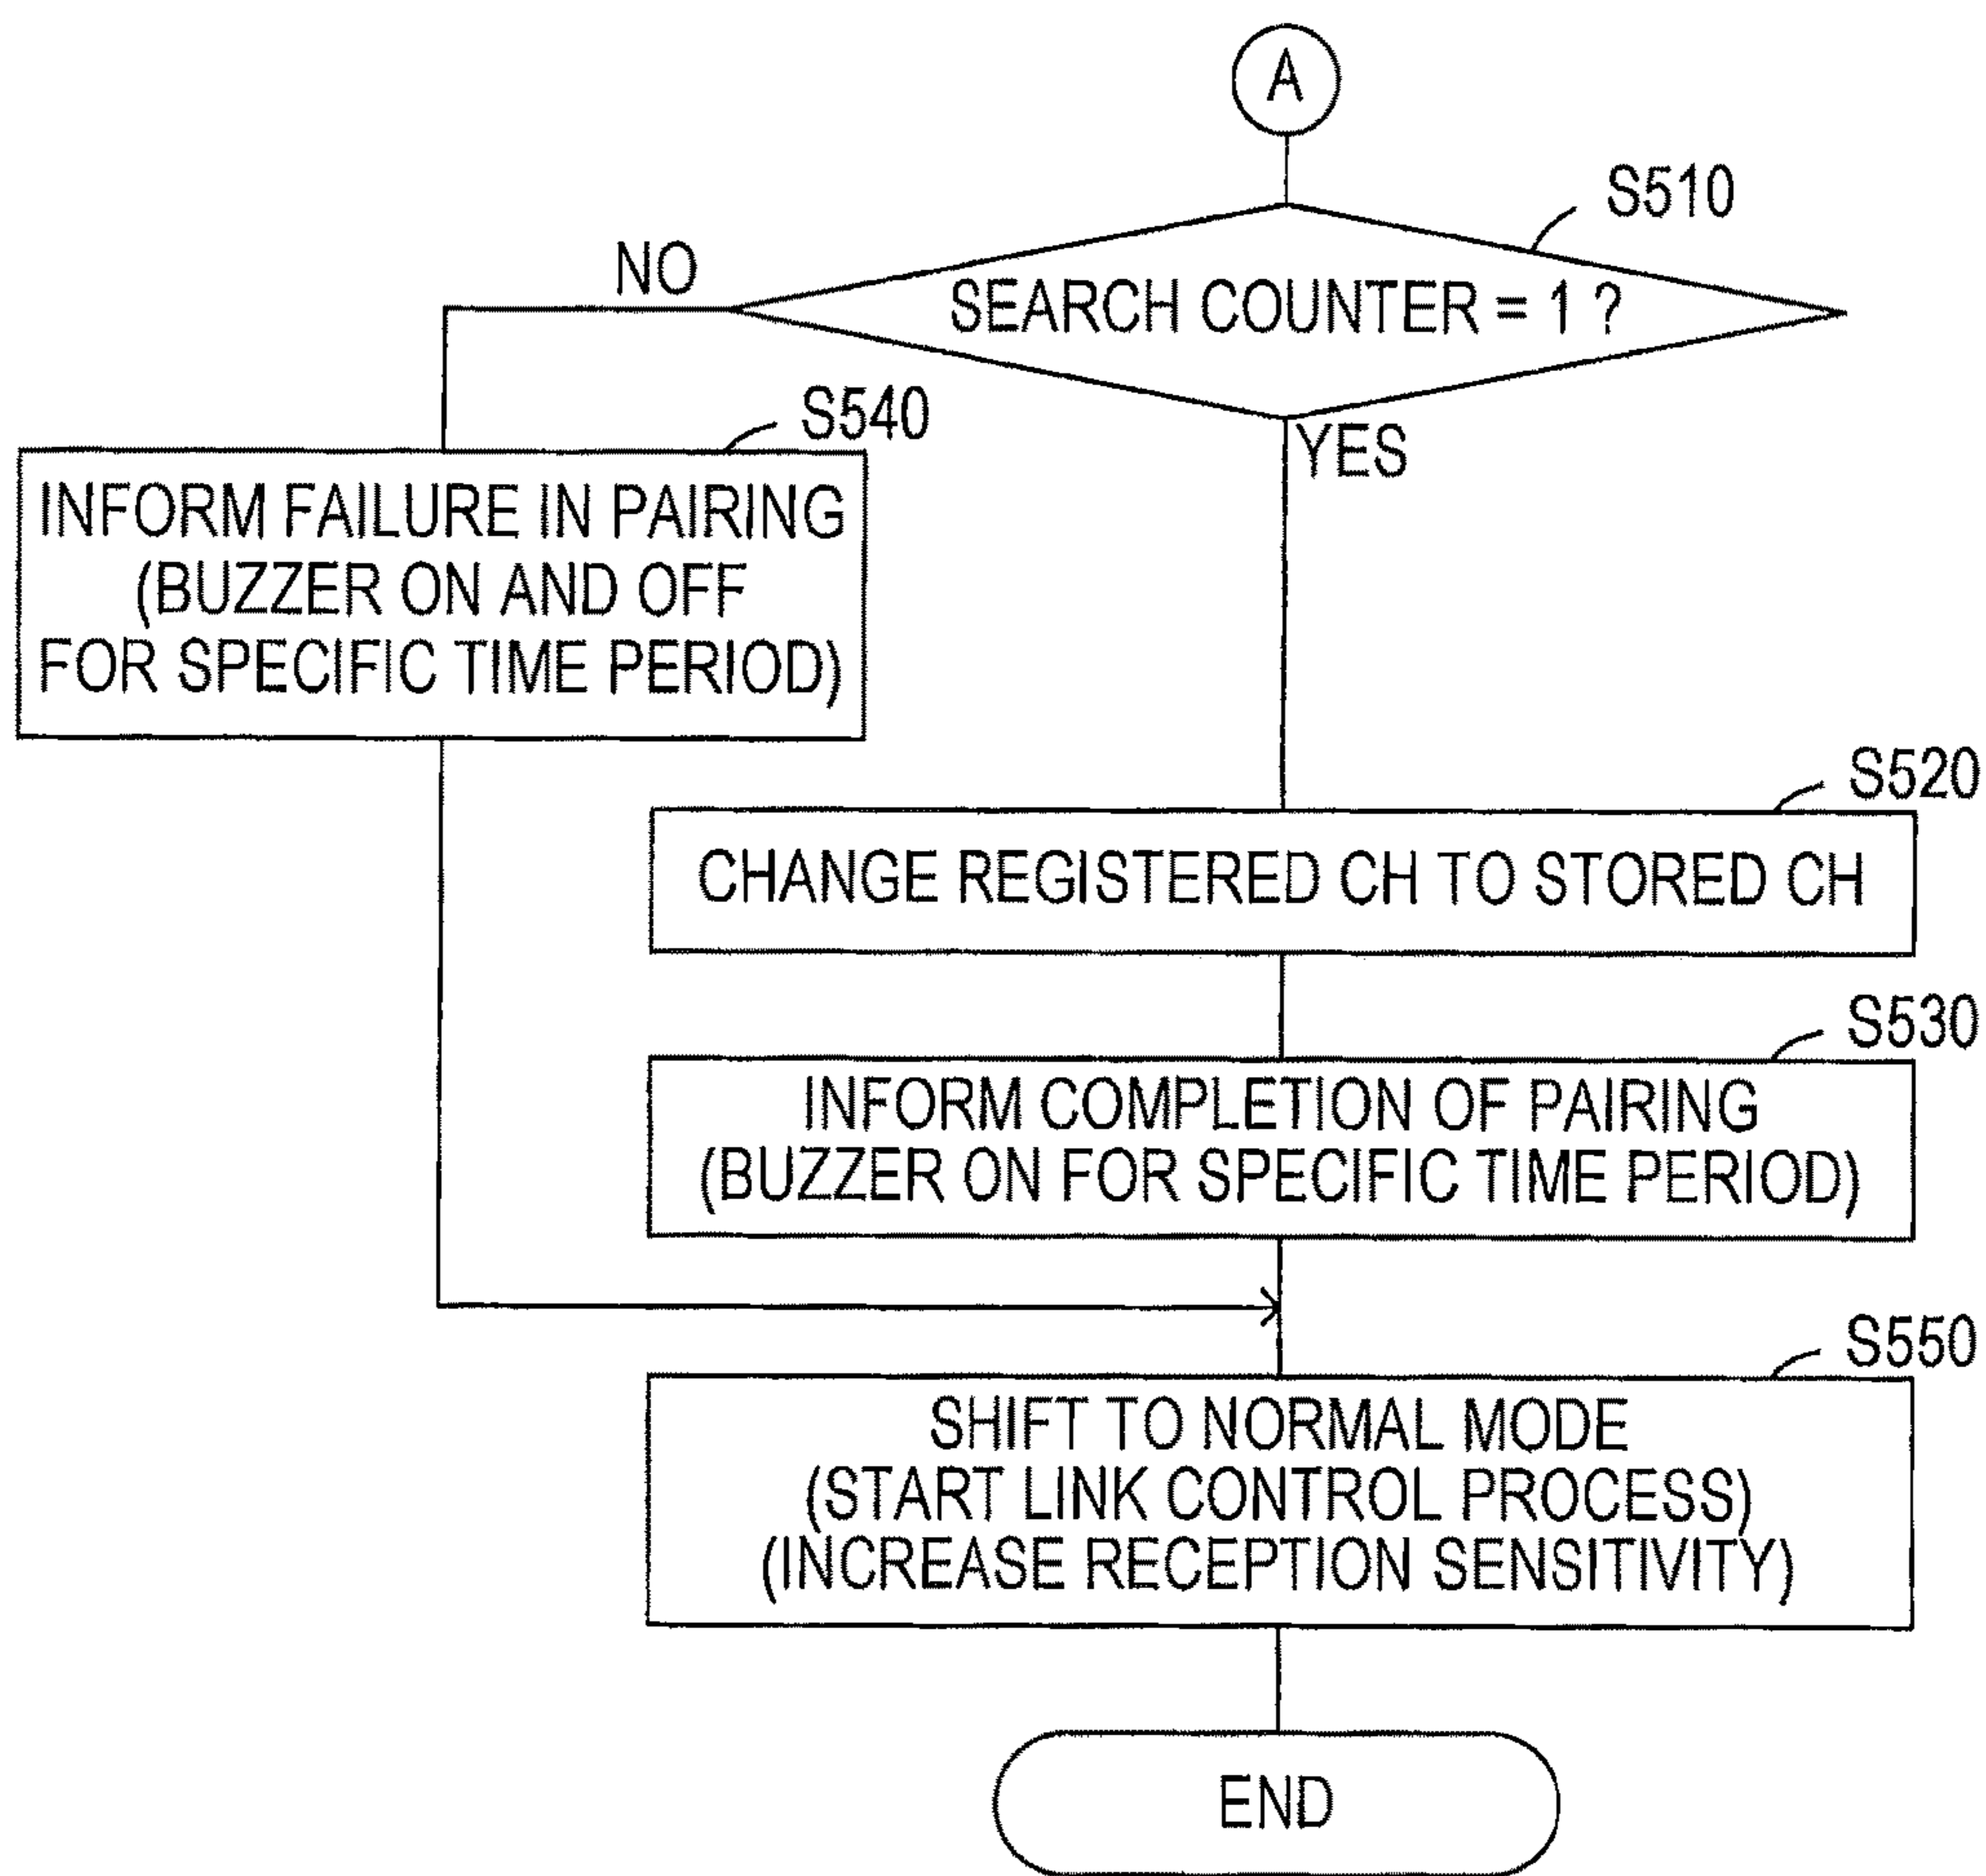 A
S510
SEARCH COUNTER = 1 ?
NO
YES
S540
INFORM FAILURE IN PAIRING
(BUZZER ON AND OFF
FOR SPECIFIC TIME PERIOD)
S520
CHANGE REGISTERED CH TO STORED CH
S530
INFORM COMPLETION OF PAIRING
(BUZZER ON FOR SPECIFIC TIME PERIOD)
S550
SHIFT TO NORMAL MODE
(START LINK CONTROL PROCESS)
(INCREASE RECEPTION SENSITIVITY)
END